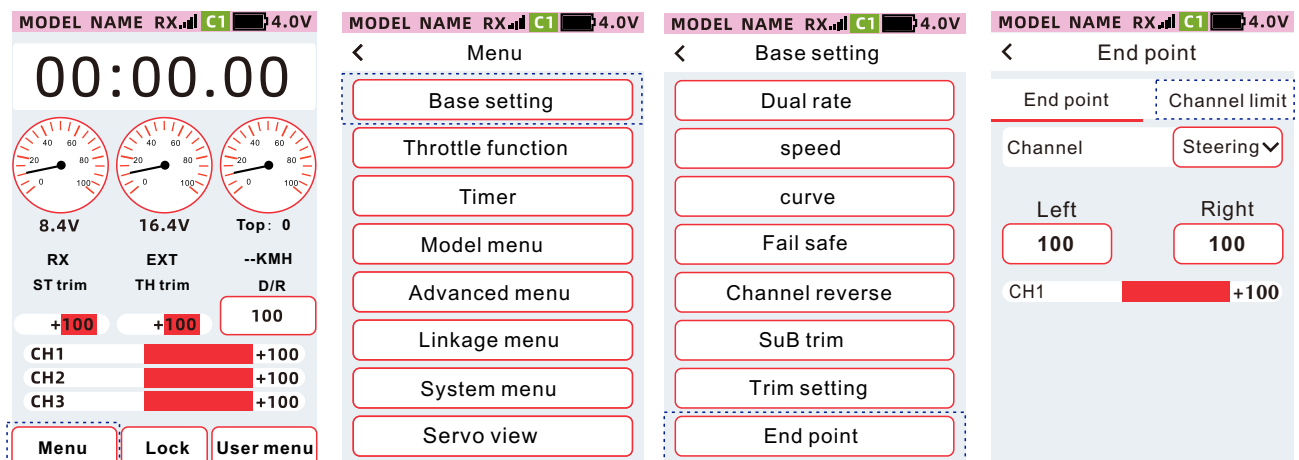 MODEL NAME RX C1 4.0V
00:00.00
0 20 40 60 80 100
0 20 40 60 80 100
0 20 40 60 80 100
8.4V 16.4V Top: 0
RX EXT --KMH
ST trim TH trim D/R
+100 +100 100
CH1 +100
CH2 +100
CH3 +100
Menu Lock User menu
MODEL NAME RX C1 4.0V
< Menu
Base setting
Throttle function
Timer
Model menu
Advanced menu
Linkage menu
System menu
Servo view
MODEL NAME RX C1 4.0V
< Base setting
Dual rate
speed
curve
Fail safe
Channel reverse
SuB trim
Trim setting
End point
MODEL NAME RX C1 4.0V
< End point
End point Channel limit
Channel Steering
Left Right
100 100
CH1 +100